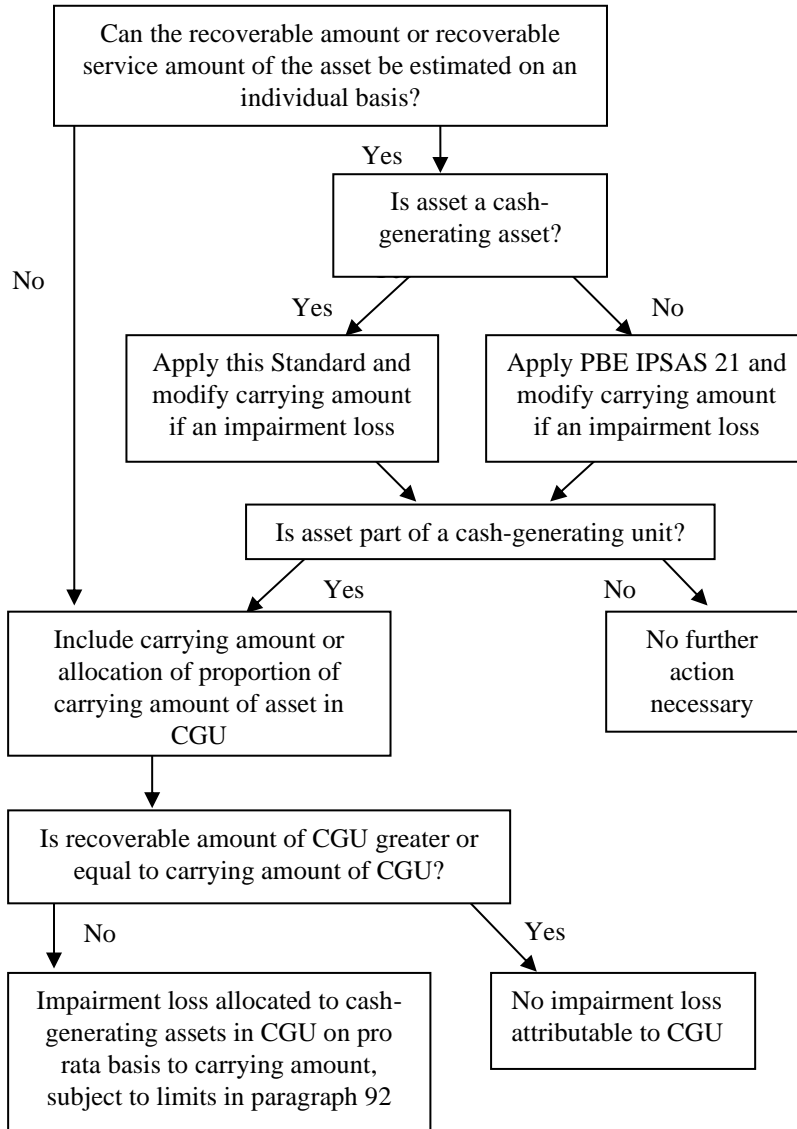 Can the recoverable amount or recoverable
service amount of the asset be estimated on an
individual basis?
Yes
Is asset a cash-
generating asset?
No
Yes
No
Apply this Standard and
modify carrying amount
if an impairment loss
Apply PBE IPSAS 21 and
modify carrying amount
if an impairment loss
Is asset part of a cash-generating unit?
Yes
No
Include carrying amount or
allocation of proportion of
carrying amount of asset in
CGU
No further
action
necessary
Is recoverable amount of CGU greater or
equal to carrying amount of CGU?
No
Yes
Impairment loss allocated to cash-
generating assets in CGU on pro
rata basis to carrying amount,
subject to limits in paragraph 92
No impairment loss
attributable to CGU